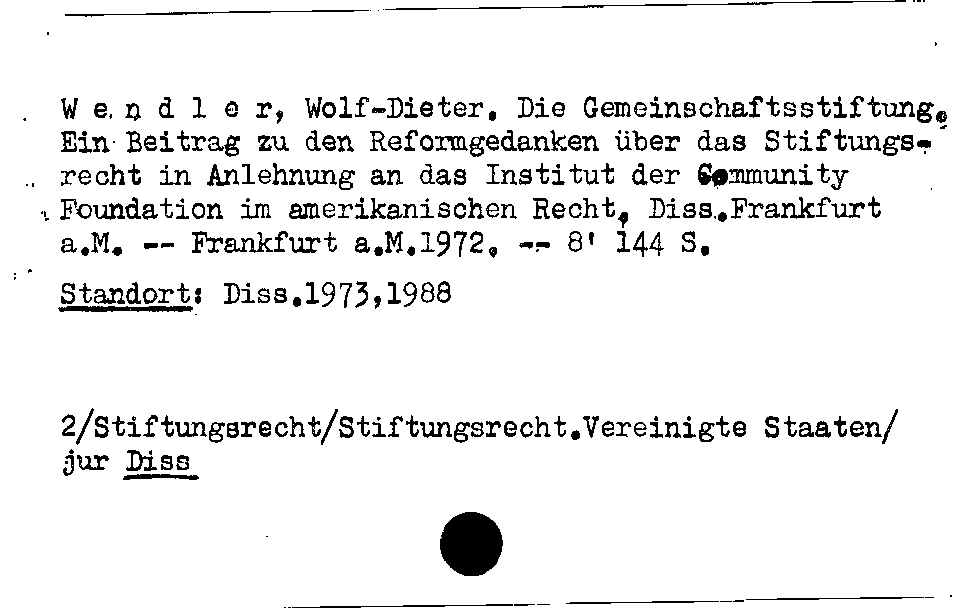 W e n d l e r, Wolf-Dieter. Die Gemeinschaftsstiftung.
Ein Beitrag zu den Reformgedanken über das Stiftungs-
recht in Anlehnung an das Institut der Community
Foundation im amerikanischen Recht, Diss.Frankfurt
a.M. -- Frankfurt a.M.1972, -- 8' 144 S.
Standort: Diss.1973,1988
2/Stiftungsrecht/Stiftungsrecht.Vereinigte Staaten/
jur Diss